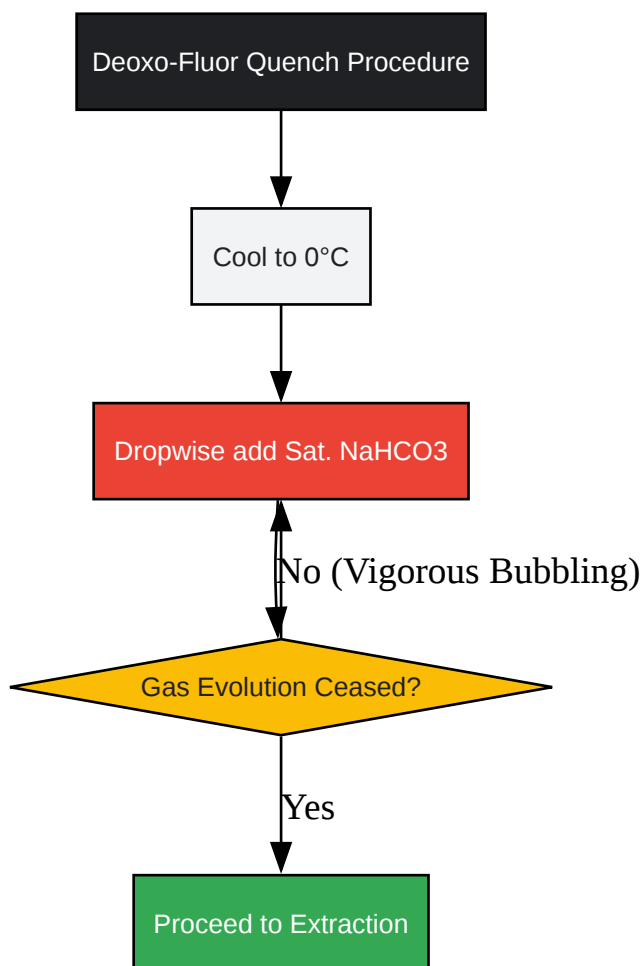 Deoxo-Fluor Quench Procedure
Cool to 0°C
Dropwise add Sat. NaHCO3
No (Vigorous Bubbling)
Gas Evolution Ceased?
Yes
Proceed to Extraction